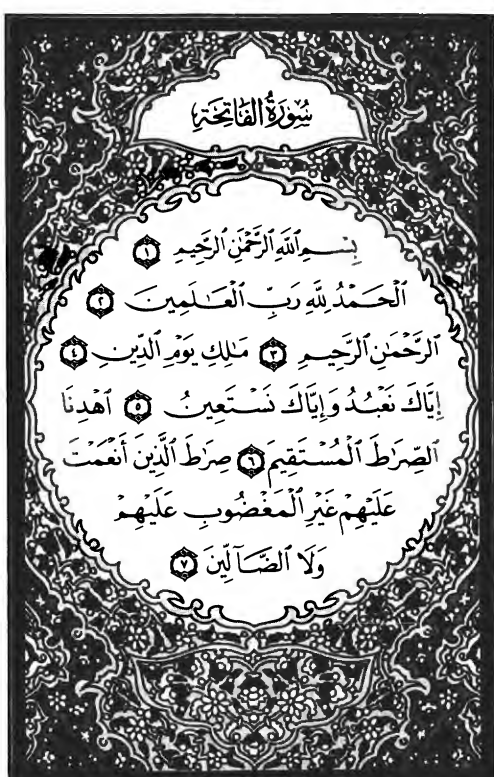 سُورَةُ الفَاتِحَةِ
بِسْمِ ٱللَّهِ ٱلرَّحْمَٰنِ ٱلرَّحِيمِ ١
ٱلْحَمْدُ لِلَّهِ رَبِّ ٱلْعَٰلَمِينَ ٢
ٱلرَّحْمَٰنِ ٱلرَّحِيمِ ٣ مَٰلِكِ يَوْمِ ٱلدِّينِ ٤
إِيَّاكَ نَعْبُدُ وَإِيَّاكَ نَسْتَعِينُ ٥ ٱهْدِنَا
ٱلصِّرَٰطَ ٱلْمُسْتَقِيمَ ٦ صِرَٰطَ ٱلَّذِينَ أَنْعَمْتَ
عَلَيْهِمْ غَيْرِ ٱلْمَغْضُوبِ عَلَيْهِمْ
وَلَا ٱلضَّآلِّينَ ٧